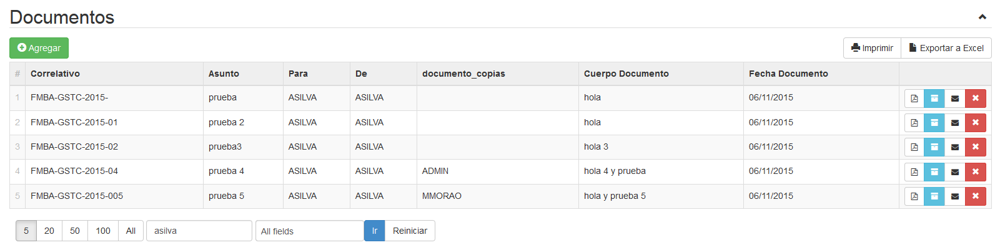 Documentos
Agregar
Imprimir Exportar a Excel
# Correlativo Asunto Para De documento_copias Cuerpo Documento Fecha Documento
1 FMBA-GSTC-2015- prueba ASILVA ASILVA hola 06/11/2015
2 FMBA-GSTC-2015-01 prueba 2 ASILVA ASILVA hola 06/11/2015
3 FMBA-GSTC-2015-02 prueba3 ASILVA ASILVA hola 3 06/11/2015
4 FMBA-GSTC-2015-04 prueba 4 ASILVA ASILVA ADMIN hola 4 y prueba 06/11/2015
5 FMBA-GSTC-2015-005 prueba 5 ASILVA ASILVA MMORAO hola y prueba 5 06/11/2015
5 20 50 100 All asilva All fields Ir Reiniciar